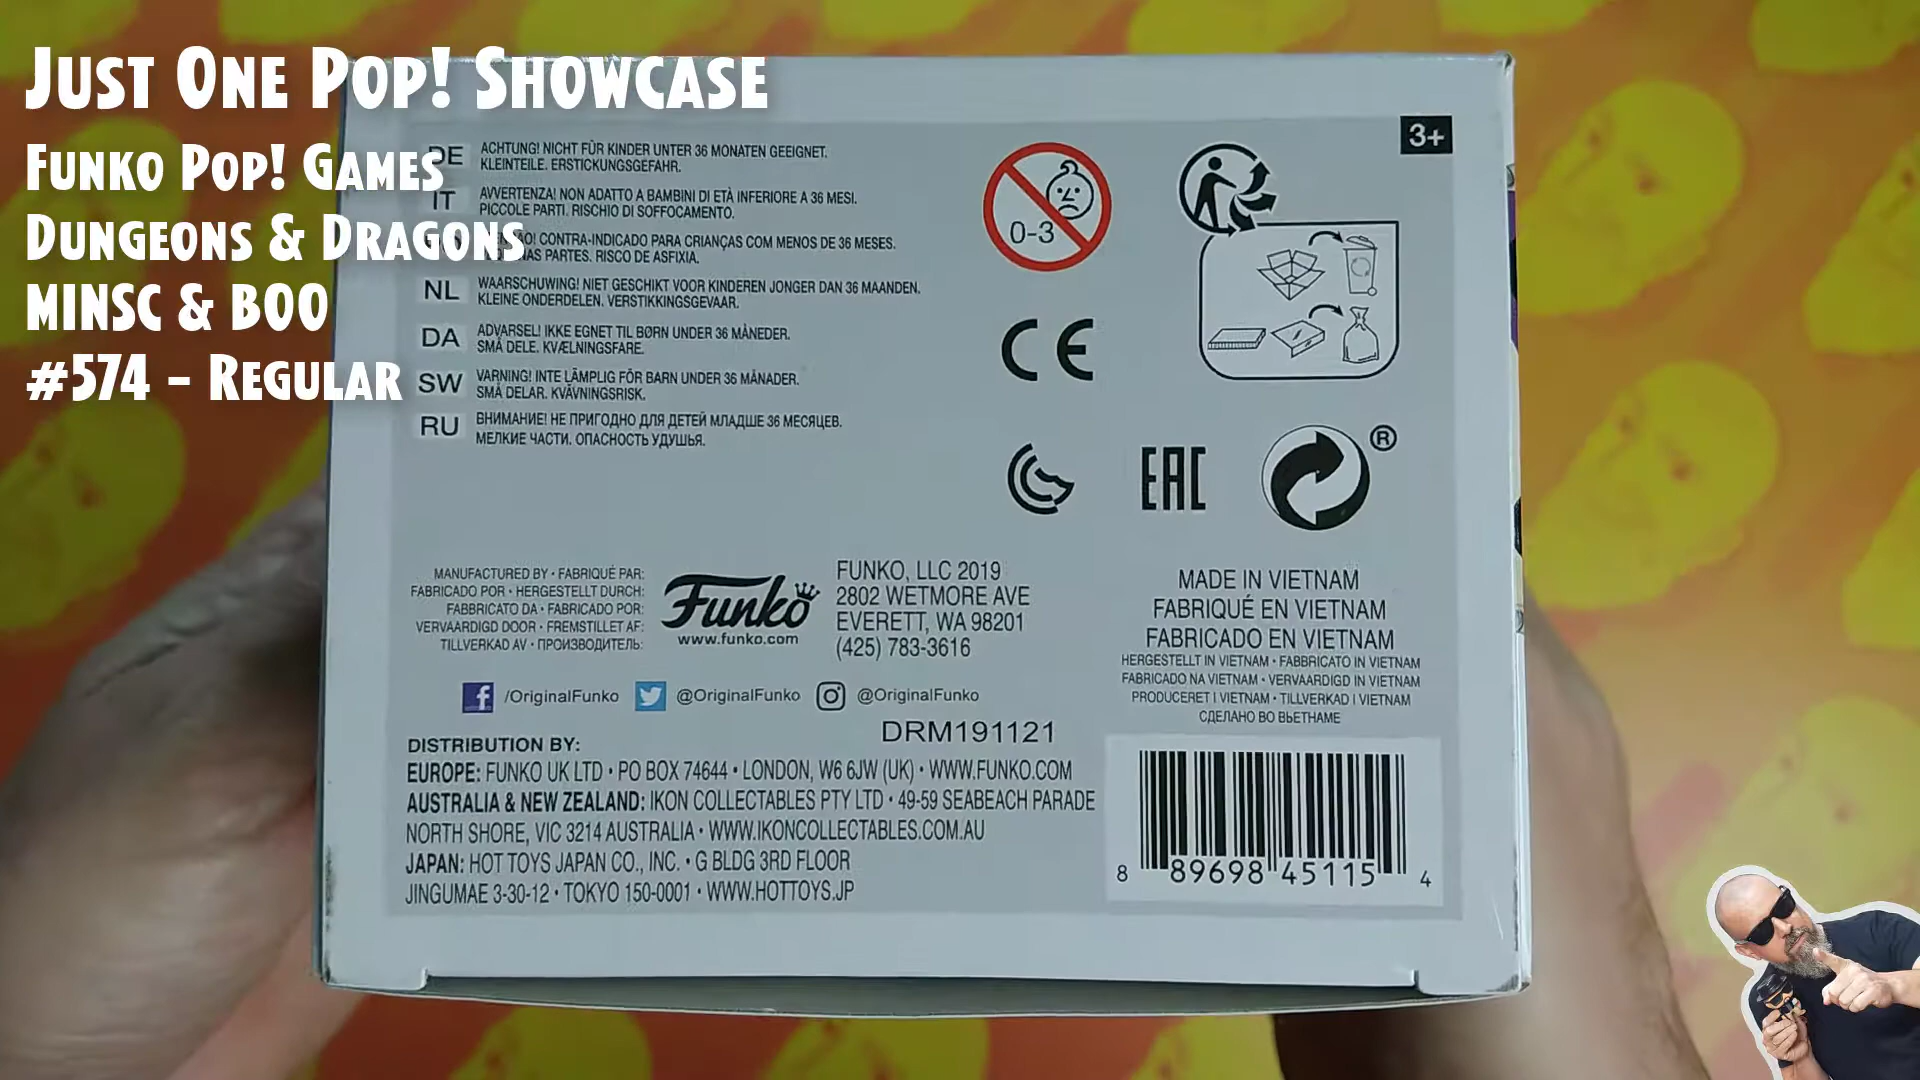 Just One Pop! Showcase
Funko Pop! Games
Dungeons & Dragons
MINSC & BOO
#574 - Regular
3+
DE ACHTUNG! NICHT FÜR KINDER UNTER 36 MONATEN GEEIGNET.
KLEINTEILE. ERSTICKUNGSGEFAHR.
IT AVVERTENZA! NON ADATTO A BAMBINI DI ETÀ INFERIORE A 36 MESI.
PICCOLE PARTI. RISCHIO DI SOFFOCAMENTO.
CONTRA-INDICADO PARA CRIANÇAS COM MENOS DE 36 MESES.
PARTES. RISCO DE ASFIXIA.
NL WAARSCHUWING! NIET GESCHIKT VOOR KINDEREN JONGER DAN 36 MAANDEN.
KLEINE ONDERDELEN. VERSTIKKINGSGEVAAR.
DA ADVARSEL! IKKE EGNET TIL BØRN UNDER 36 MÅNEDER.
SMÅ DELE. KVÆLNINGSFARE.
SW VARNING! INTE LÄMPLIG FÖR BARN UNDER 36 MÅNADER.
SMÅ DELAR. KVÄVNINGSRISK.
RU ВНИМАНИЕ! НЕ ПРИГОДНО ДЛЯ ДЕТЕЙ МЛАДШЕ 36 МЕСЯЦЕВ.
МЕЛКИЕ ЧАСТИ. ОПАСНОСТЬ УДУШЬЯ.
0-3
CE
EAC
®
MANUFACTURED BY • FABRIQUÉ PAR:
FABRICADO POR • HERGESTELLT DURCH:
FABBRICATO DA • FABRICADO POR:
VERVAARDIGD DOOR • FREMSTILLET AF:
TILLVERKAD AV • ПРОИЗВОДИТЕЛЬ:
Funko
www.funko.com
FUNKO, LLC 2019
2802 WETMORE AVE
EVERETT, WA 98201
(425) 783-3616
MADE IN VIETNAM
FABRIQUÉ EN VIETNAM
FABRICADO EN VIETNAM
HERGESTELLT IN VIETNAM • FABBRICATO IN VIETNAM
FABRICADO NA VIETNAM • VERVAARDIGD IN VIETNAM
PRODUCERET I VIETNAM • TILLVERKAD I VIETNAM
СДЕЛАНО ВО ВЬЕТНАМЕ
/OriginalFunko @OriginalFunko @OriginalFunko
DRM191121
DISTRIBUTION BY:
EUROPE: FUNKO UK LTD • PO BOX 74644 • LONDON, W6 6JW (UK) • WWW.FUNKO.COM
AUSTRALIA & NEW ZEALAND: IKON COLLECTABLES PTY LTD • 49-59 SEABEACH PARADE
NORTH SHORE, VIC 3214 AUSTRALIA • WWW.IKONCOLLECTABLES.COM.AU
JAPAN: HOT TOYS JAPAN CO., INC. • G BLDG 3RD FLOOR
JINGUMAE 3-30-12 • TOKYO 150-0001 • WWW.HOTTOYS.JP
8 89698 45115 4